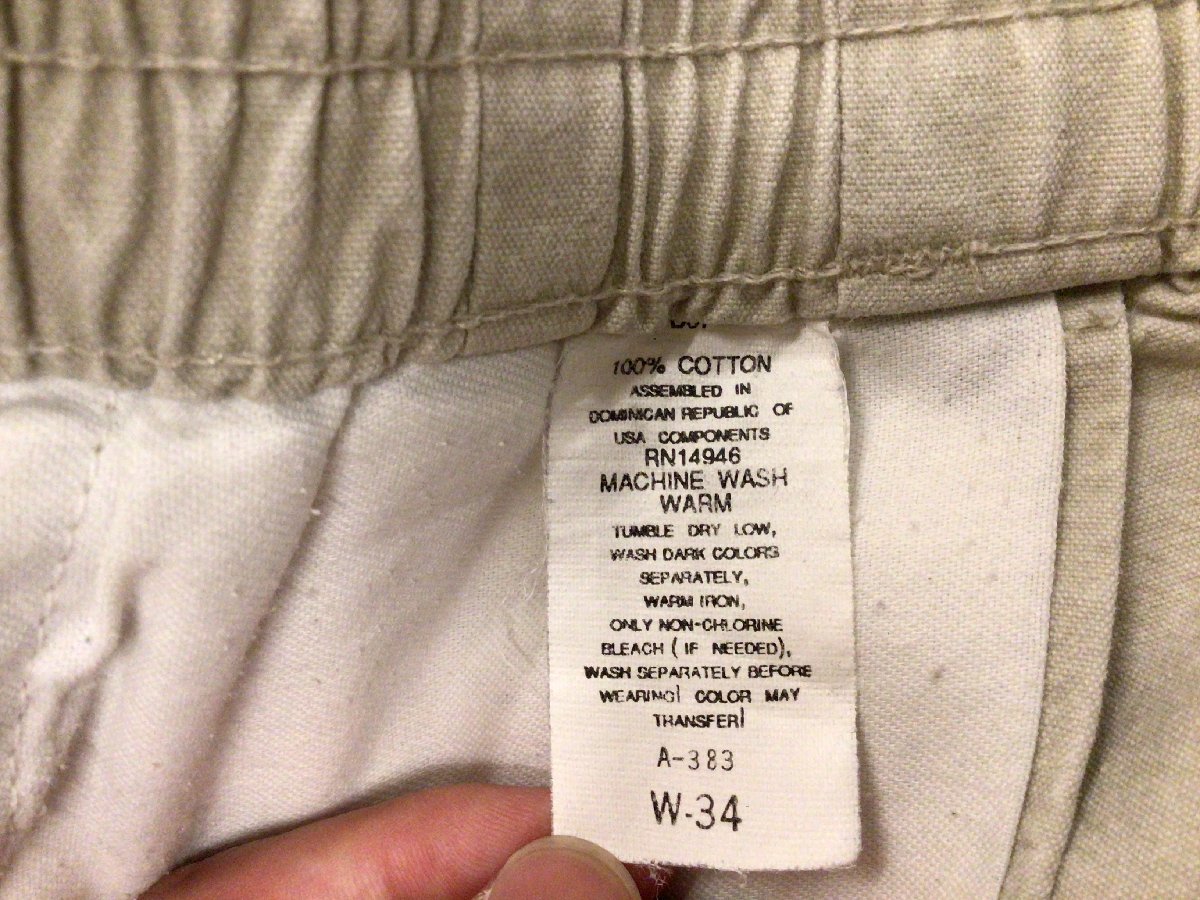 100% COTTON
ASSEMBLED IN
DOMINICAN REPUBLIC OF
USA COMPONENTS
RN14946
MACHINE WASH
WARM
TUMBLE DRY LOW,
WASH DARK COLORS
SEPARATELY,
WARM IRON,
ONLY NON-CHLORINE
BLEACH ( IF NEEDED),
WASH SEPARATELY BEFORE
WEARING! COLOR MAY
TRANSFER!
A-383
W-34